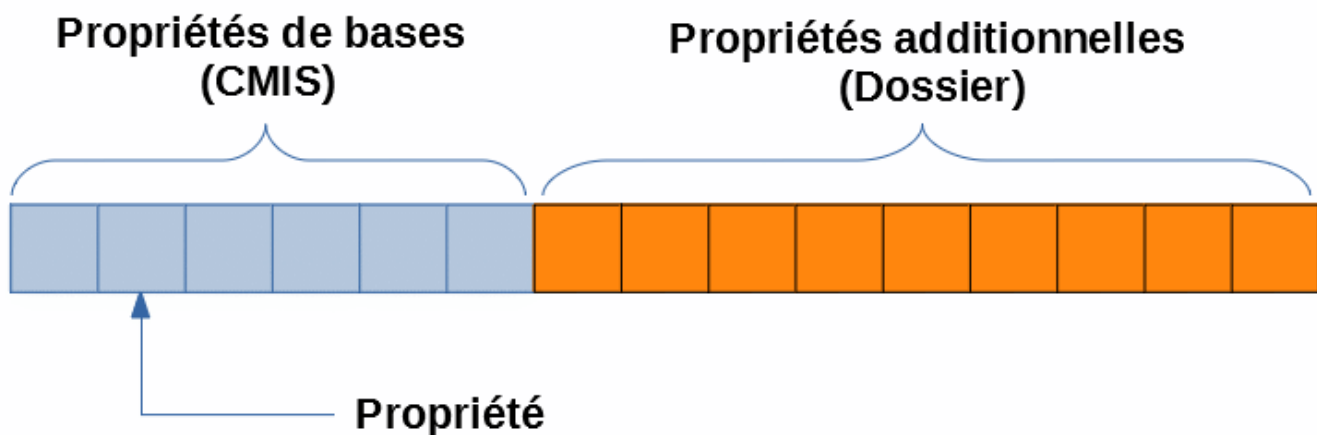 Propriétés de bases
(CMIS)
Propriétés additionnelles
(Dossier)
Propriété